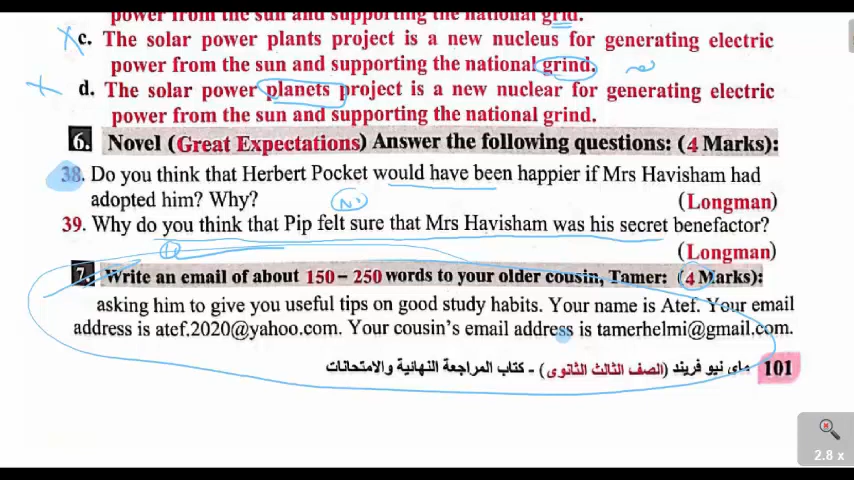 power from the sun and supporting the national grid.
c. The solar power plants project is a new nucleus for generating electric
power from the sun and supporting the national grind.
d. The solar power planets project is a new nuclear for generating electric
power from the sun and supporting the national grind.
6. Novel (Great Expectations) Answer the following questions: (4 Marks):
38. Do you think that Herbert Pocket would have been happier if Mrs Havisham had
adopted him? Why?
No
(Longman)
39. Why do you think that Pip felt sure that Mrs Havisham was his secret benefactor?
(Longman)
7. Write an email of about 150 – 250 words to your older cousin, Tamer: (4 Marks):
asking him to give you useful tips on good study habits. Your name is Atef. Your email
address is atef.2020@yahoo.com. Your cousin's email address is tamerhelmi@gmail.com.
101 ماى نيو فريند (الصف الثالث الثانوى) - كتاب المراجعة النهائية والامتحانات
2.8 x